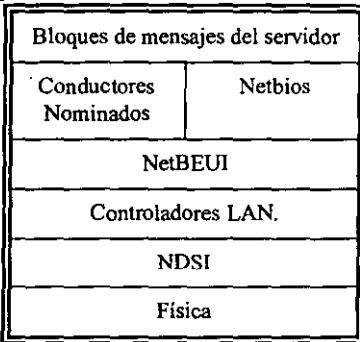 Bloques de mensajes del servidor
Conductores
Nominados
Netbios
NetBEUI
Controladores LAN.
NDSI
Física